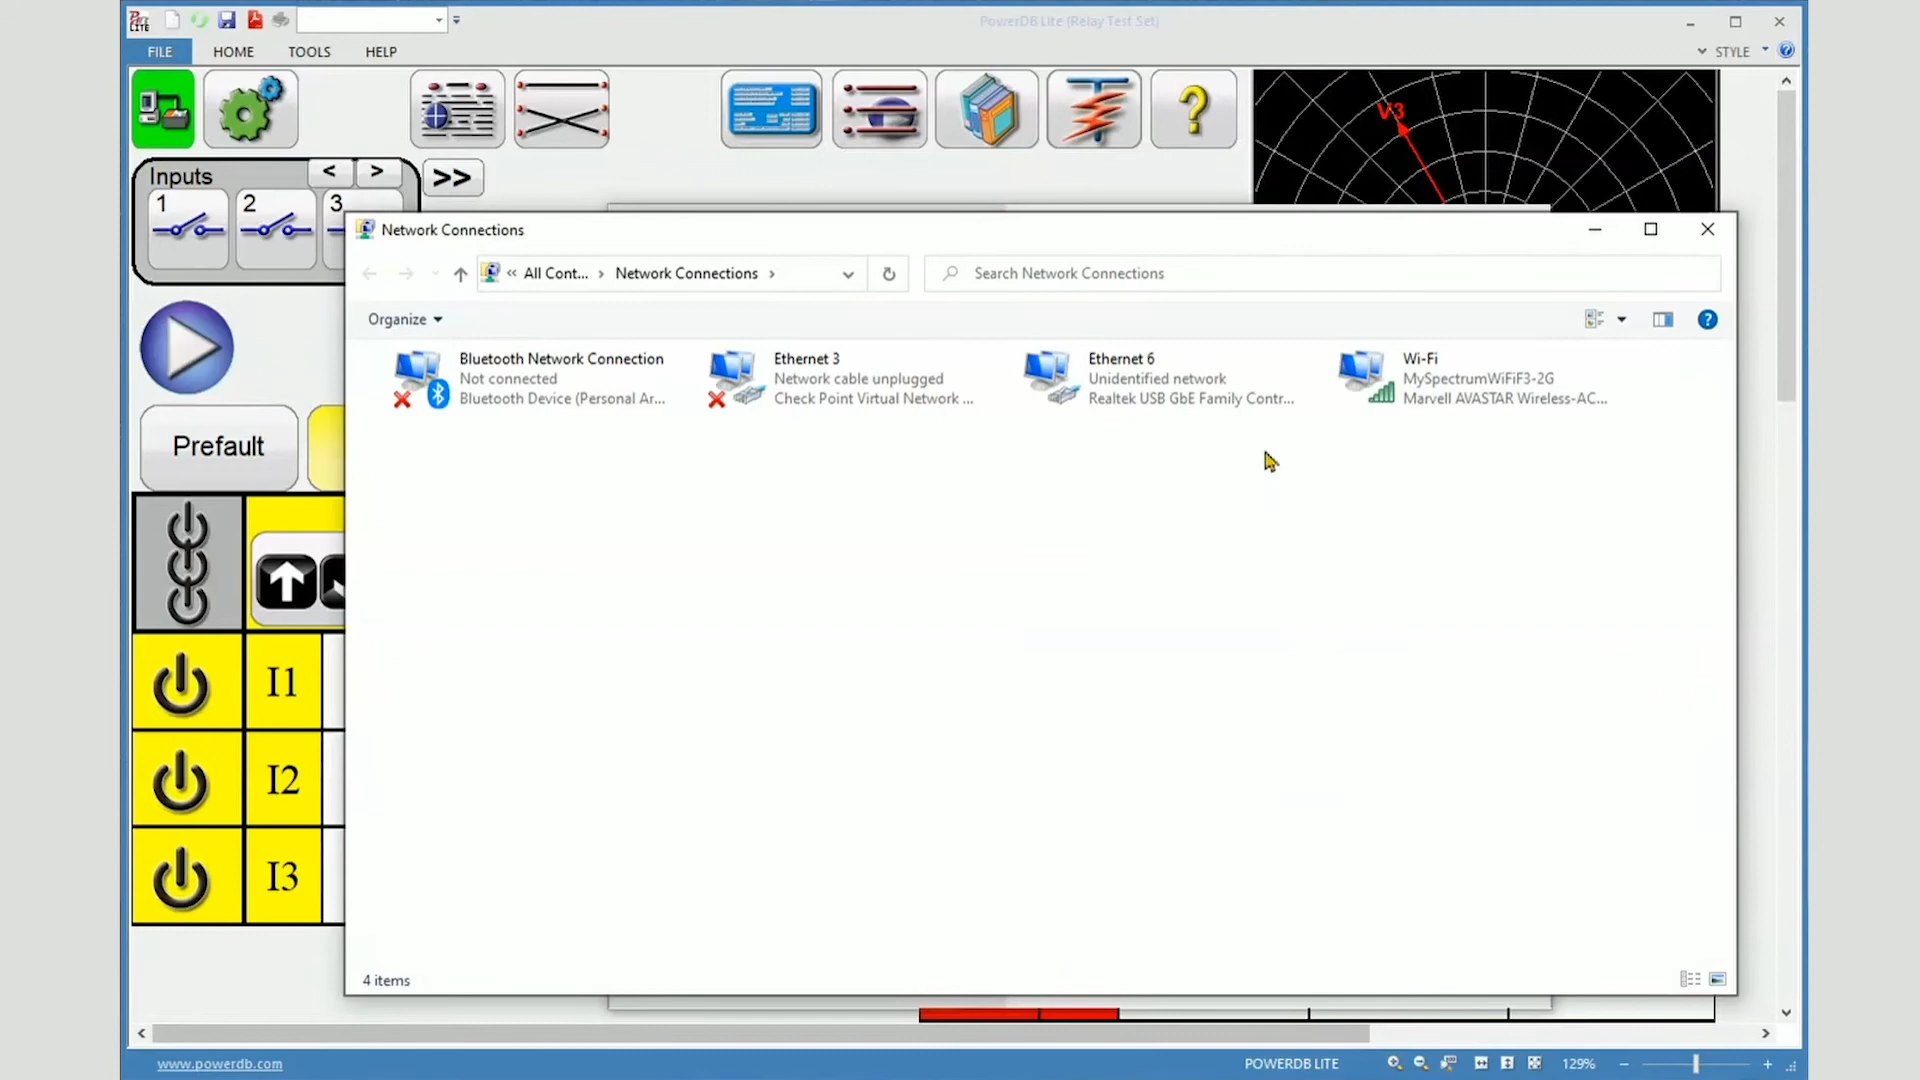 PowerDB Lite (Relay Test Set)
LITE
FILE
HOME
TOOLS
HELP
STYLE
Inputs
<
>
>>
1
2
3
V3
Network Connections
« All Cont... › Network Connections ›
Search Network Connections
Organize
Bluetooth Network Connection
Not connected
Bluetooth Device (Personal Ar...
Ethernet 3
Network cable unplugged
Check Point Virtual Network ...
Ethernet 6
Unidentified network
Realtek USB GbE Family Contr...
Wi-Fi
MySpectrumWiFiF3-2G
Marvell AVASTAR Wireless-AC...
Prefault
I1
I2
I3
4 items
www.powerdb.com
POWERDB LITE
129%